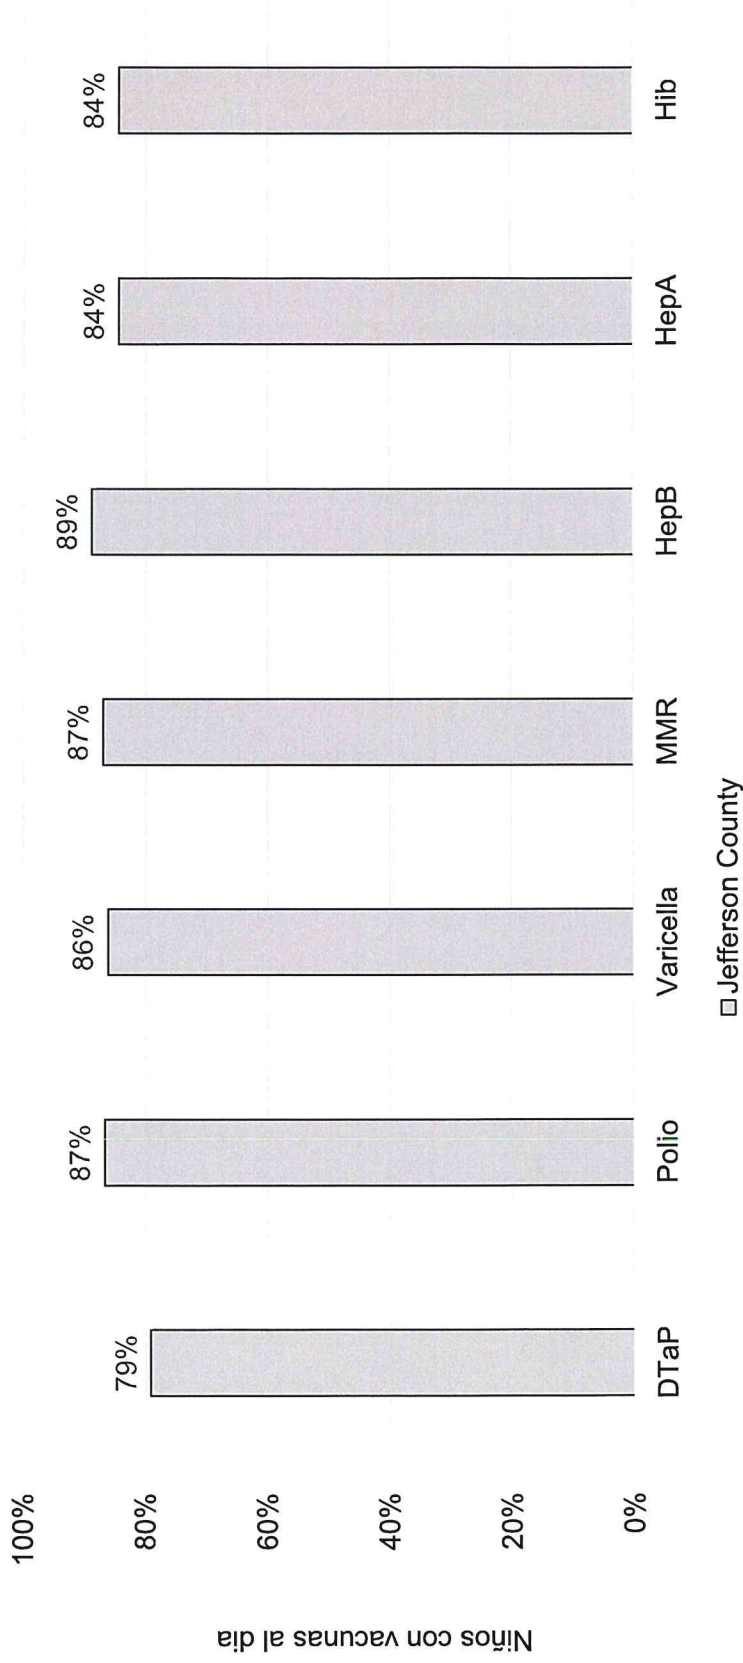 Niños con vacunas al dia
100%
80%
60%
40%
20%
0%
79%
87%
86%
87%
89%
84%
84%
DTaP
Polio
Varicella
MMR
HepB
HepA
Hib
Jefferson County